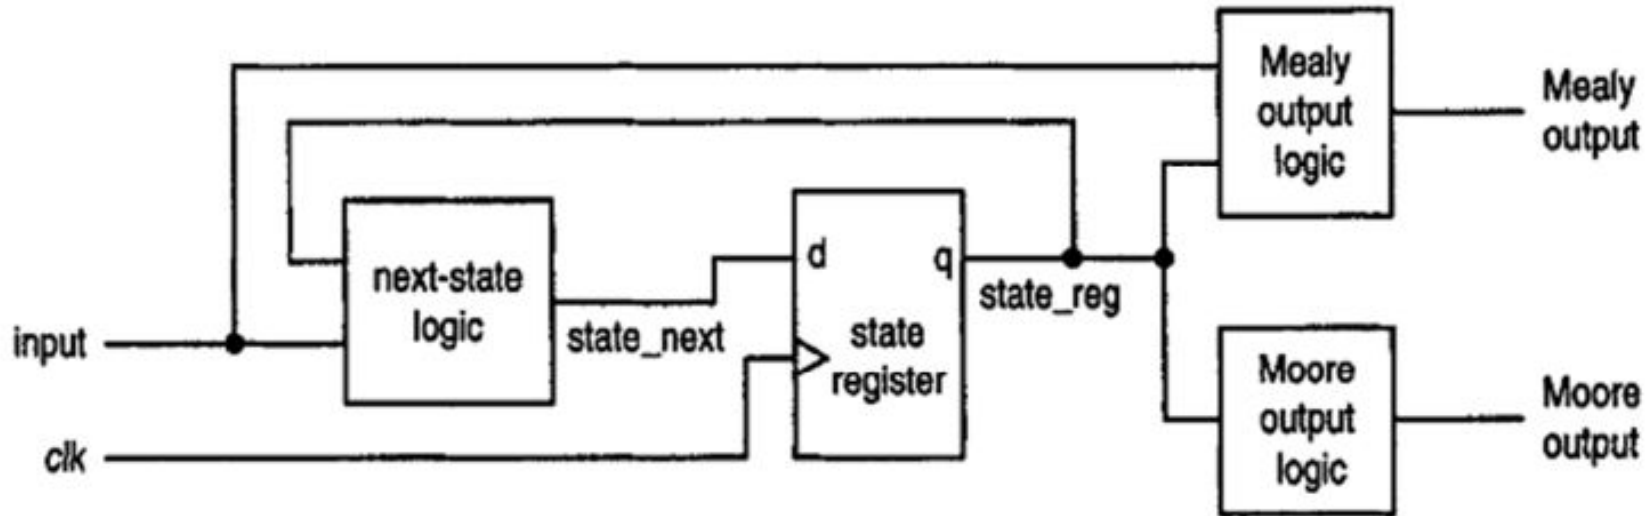 Mealy
output
logic
Mealy
output
next-state
logic
input
state_next
d
q
state
register
state_reg
clk
Moore
output
logic
Moore
output